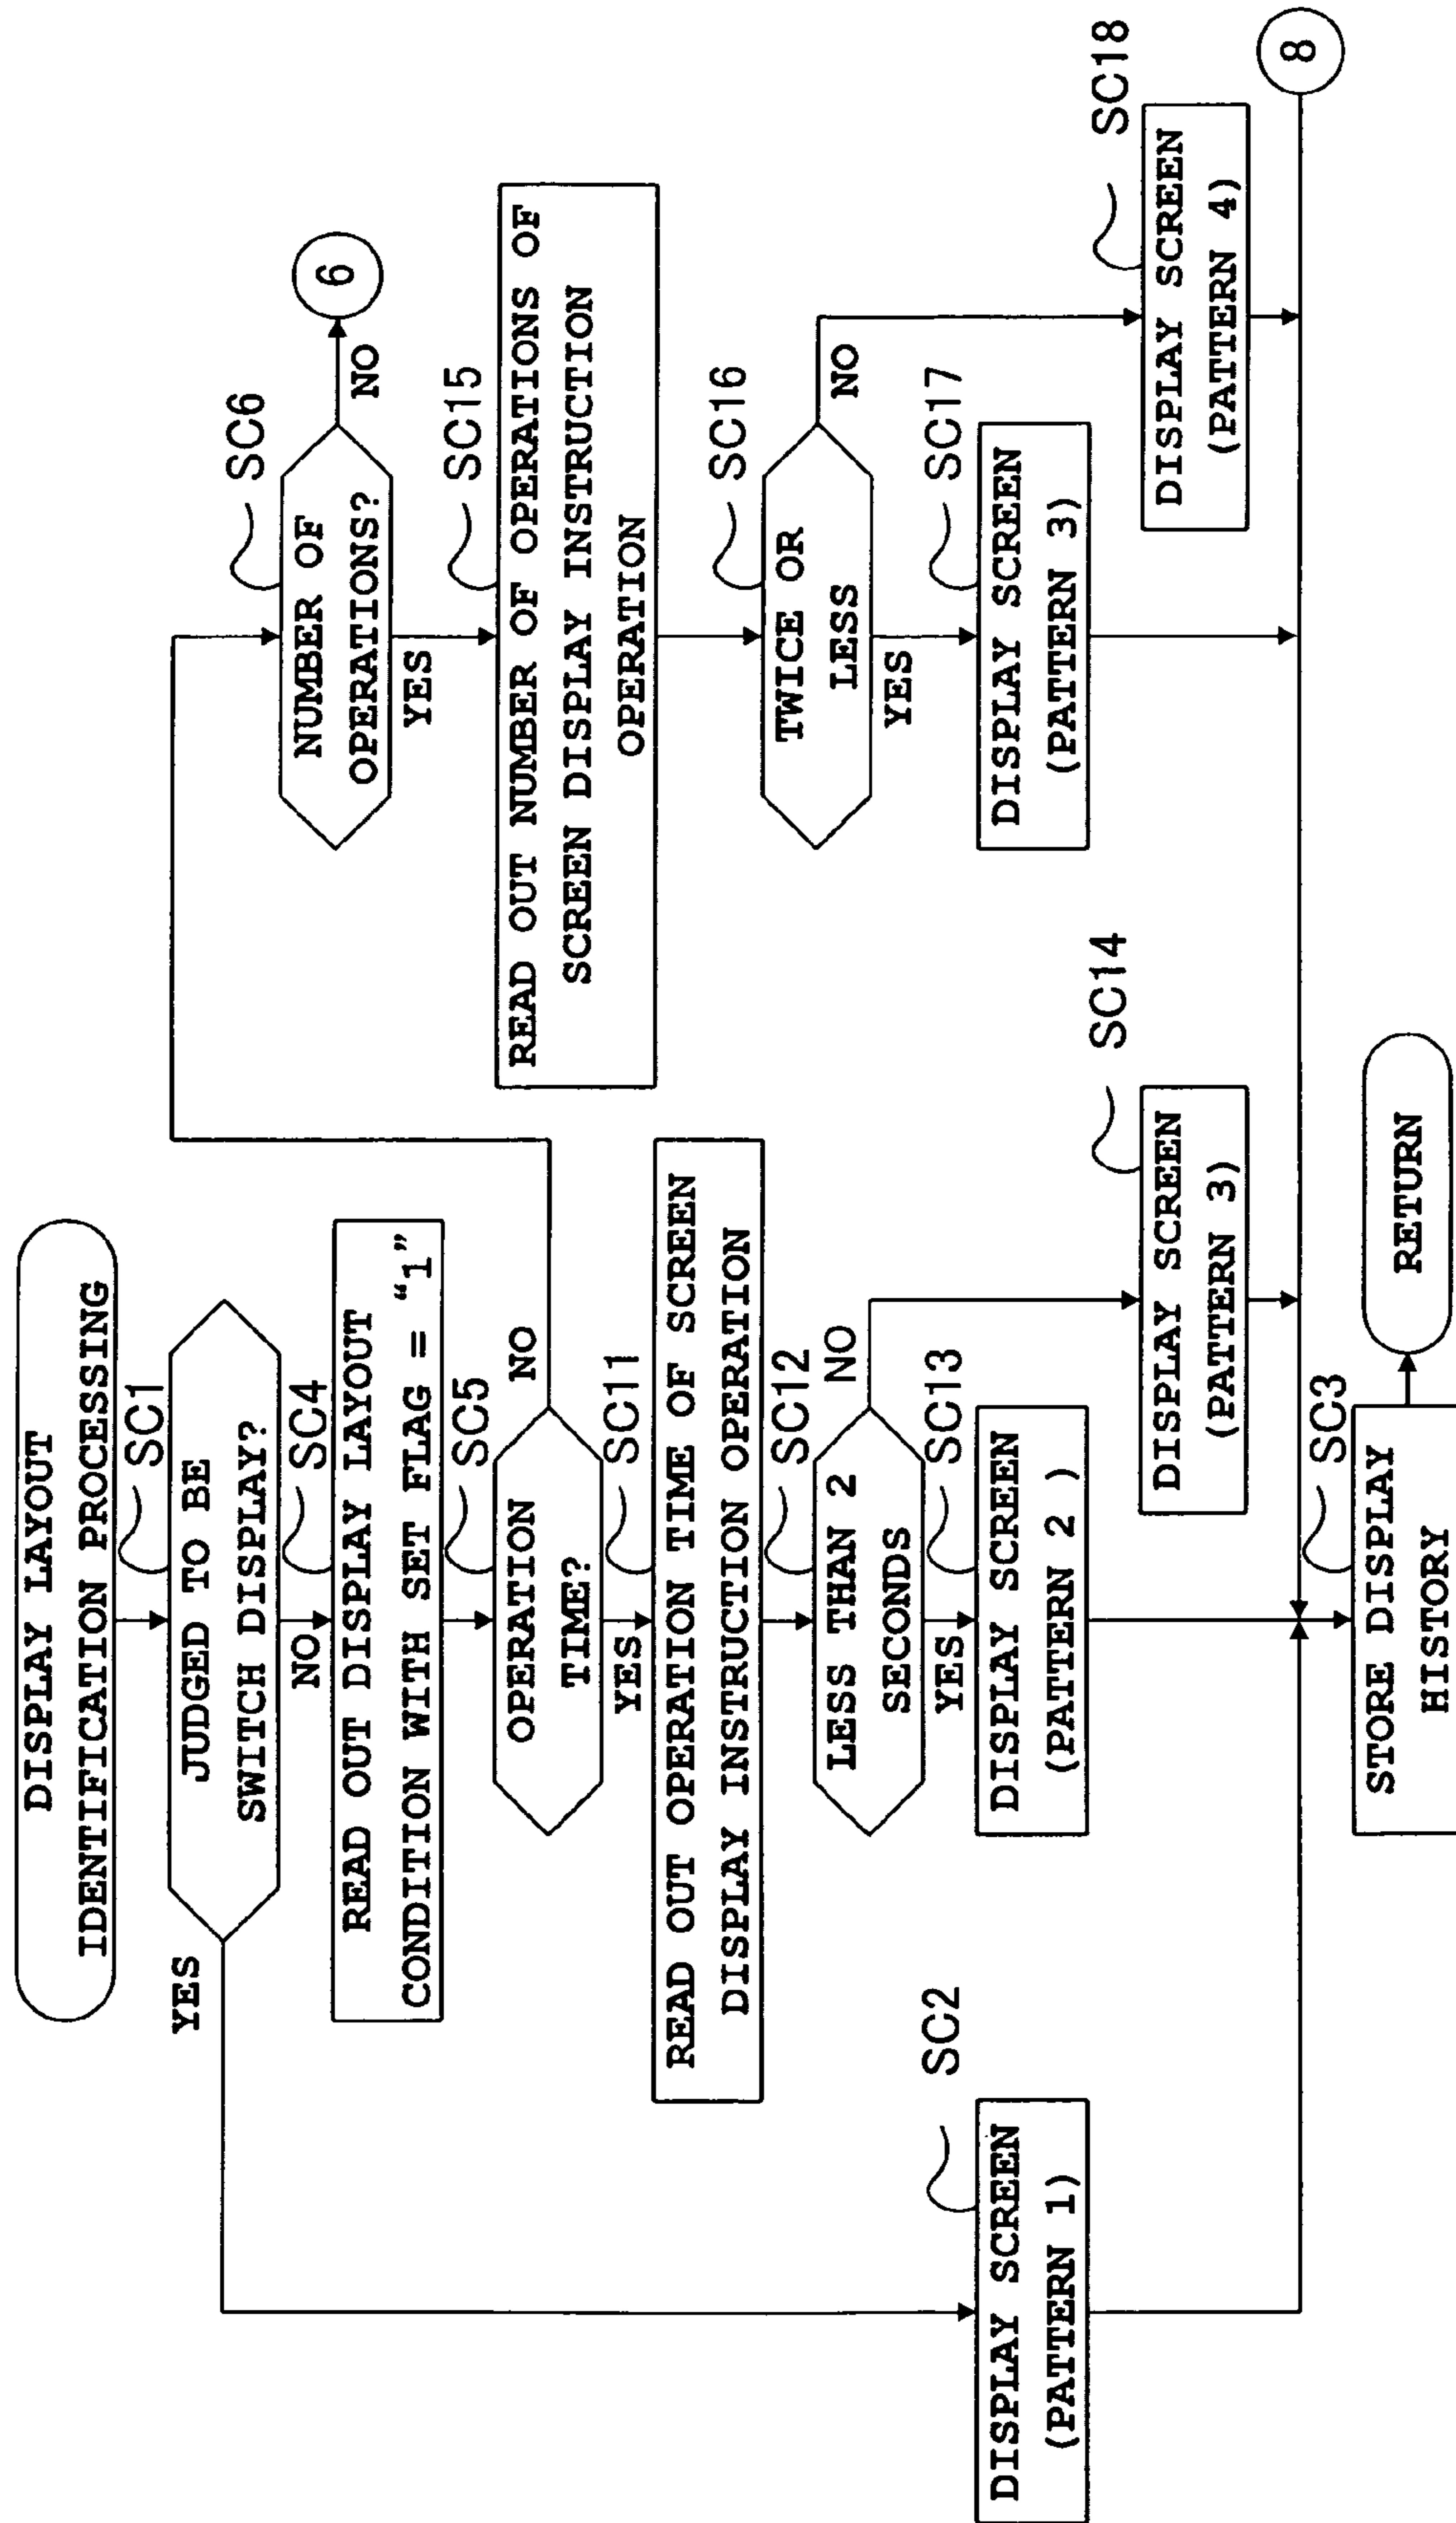 DISPLAY LAYOUT
IDENTIFICATION PROCESSING
SC1
JUDGED TO BE
SWITCH DISPLAY?
YES
NO
SC4
READ OUT DISPLAY LAYOUT
CONDITION WITH SET FLAG = “1”
SC5
OPERATION
TIME?
NO
YES
SC11
READ OUT OPERATION TIME OF SCREEN
DISPLAY INSTRUCTION OPERATION
SC12
LESS THAN 2
SECONDS
NO
YES
SC13
DISPLAY SCREEN
(PATTERN 2 )
SC14
DISPLAY SCREEN
(PATTERN 3)
SC2
DISPLAY SCREEN
(PATTERN 1)
SC6
NUMBER OF
OPERATIONS?
NO
6
YES
SC15
READ OUT NUMBER OF OPERATIONS OF
SCREEN DISPLAY INSTRUCTION
OPERATION
SC16
TWICE OR
LESS
NO
YES
SC17
DISPLAY SCREEN
(PATTERN 3)
SC18
DISPLAY SCREEN
(PATTERN 4)
8
SC3
STORE DISPLAY
HISTORY
RETURN